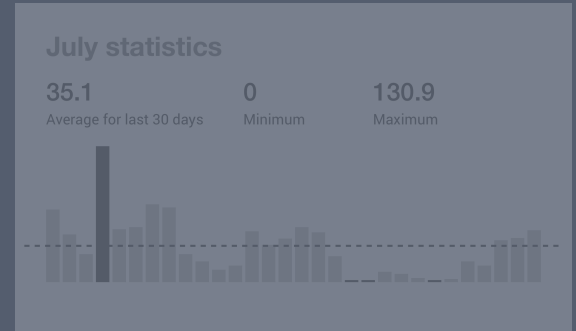 July statistics
35.1 0 130.9
Average for last 30 days Minimum Maximum